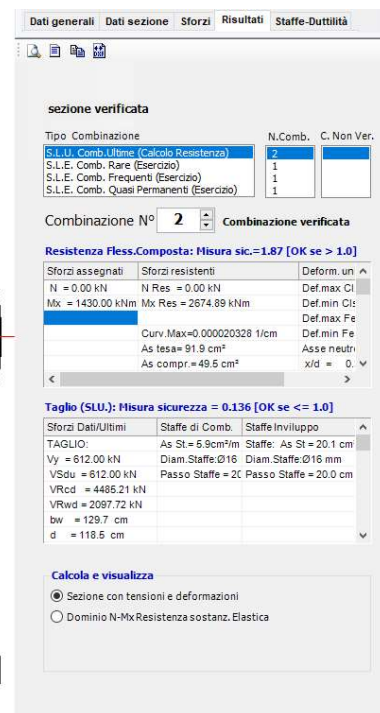 Dati generali Dati sezione Sforzi Risultati Staffe-Duttilità
sezione verificata
Tipo Combinazione N.Comb. C. Non Ver.
S.L.U. Comb.Ultime (Calcolo Resistenza) 2
S.L.E. Comb. Rare (Esercizio) 1
S.L.E. Comb. Frequenti (Esercizio) 1
S.L.E. Comb. Quasi Permanenti (Esercizio) 1
Combinazione N° 2 Combinazione verificata
Resistenza Fless.Composta: Misura sic.=1.87 [OK se > 1.0]
Sforzi assegnati Sforzi resistenti Deform. un
N = 0.00 kN N Res = 0.00 kN Def.max Cl
Mx = 1430.00 kNm Mx Res = 2674.89 kNm Def.min Cls
Def.max Fe
Curv.Max=0.000020328 1/cm Def.min Fe
As tesa= 91.9 cm² Asse neutr
As compr.= 49.5 cm² x/d = 0.
Taglio (SLU.): Misura sicurezza = 0.136 [OK se <= 1.0]
Sforzi Dati/Ultimi Staffe di Comb. Staffe Inviluppo
TAGLIO: As St.= 5.9cm²/m Staffe: As St = 20.1 cm
Vy = 612.00 kN Diam.Staffe:Ø16 Diam.Staffe:Ø16 mm
VSdu = 612.00 kN Passo Staffe = 20 Passo Staffe = 20.0 cm
VRcd = 4485.21 kN
VRwd = 2097.72 kN
bw = 129.7 cm
d = 118.5 cm
Calcola e visualizza
Sezione con tensioni e deformazioni
Dominio N-Mx Resistenza sostanz. Elastica